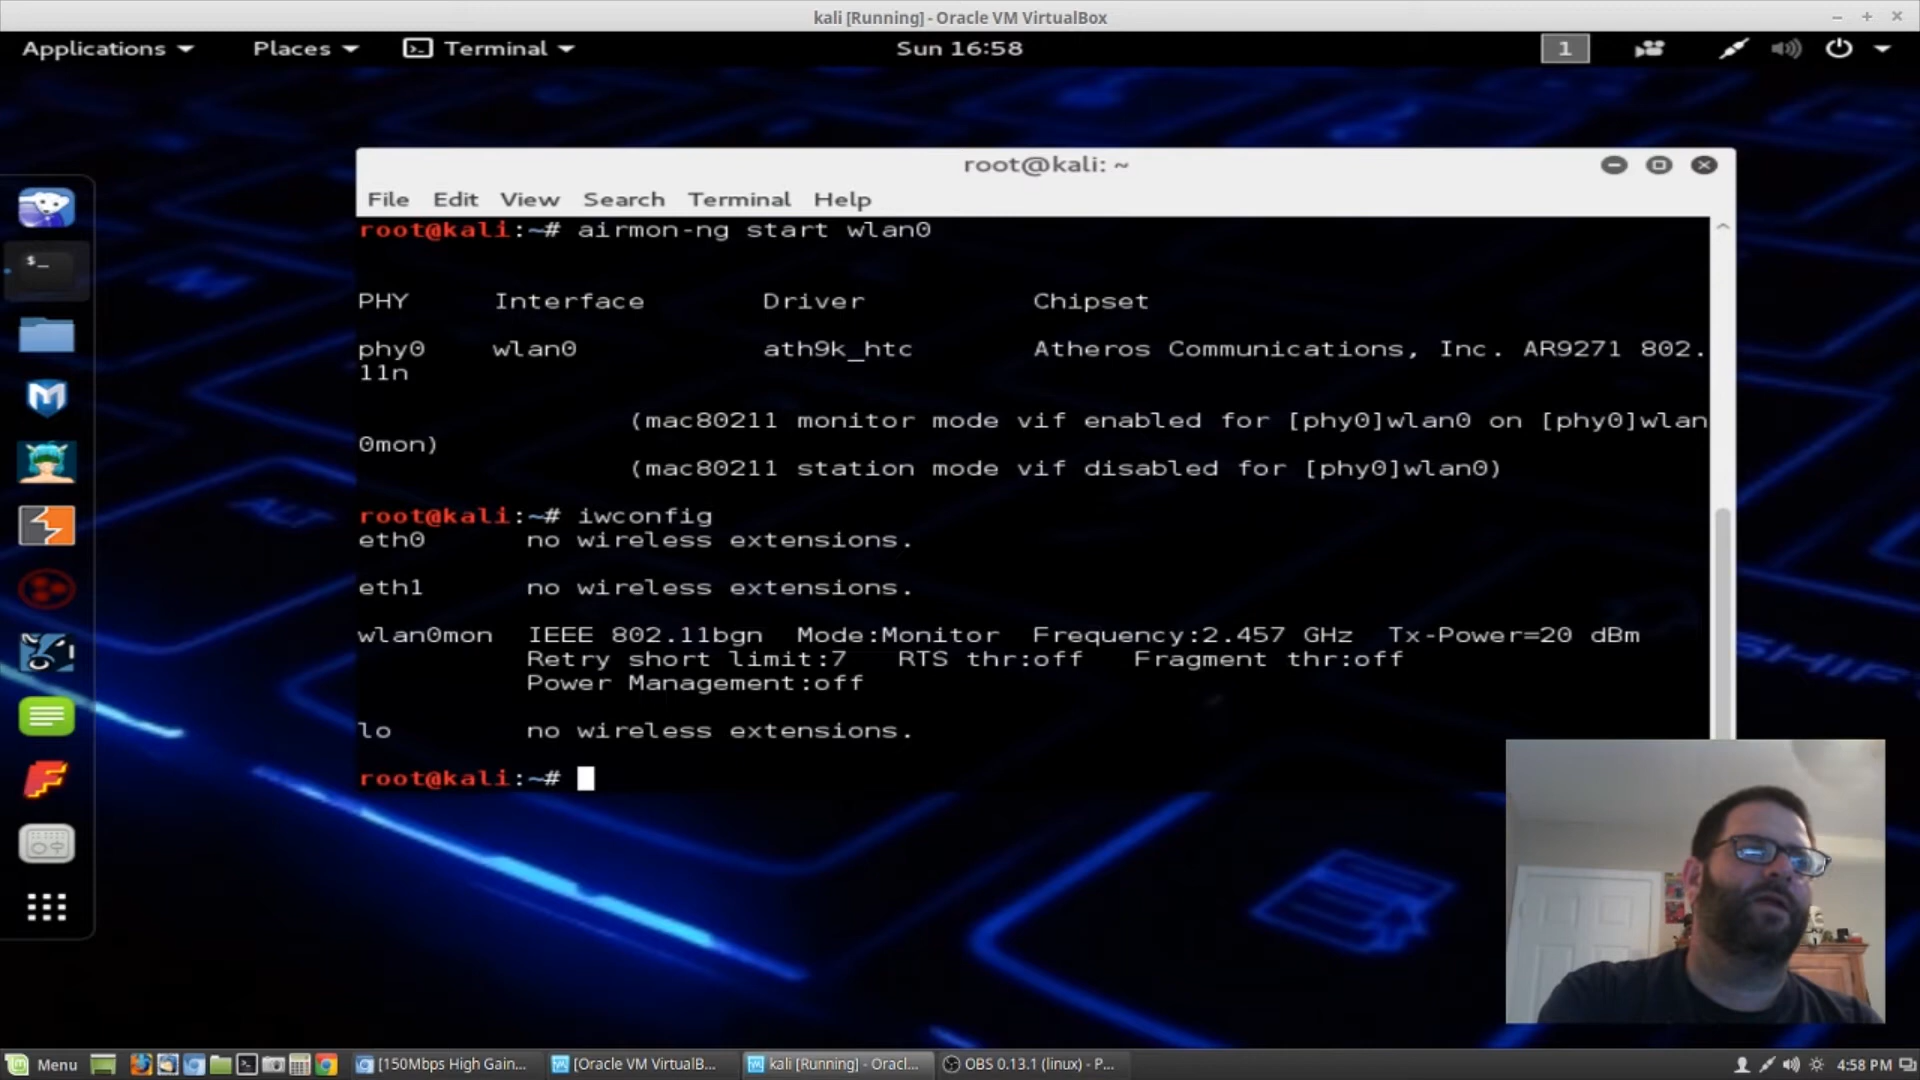 kali [Running] - Oracle VM VirtualBox
Applications Places Terminal Sun 16:58 1
root@kali: ~
File Edit View Search Terminal Help
root@kali:~# airmon-ng start wlan0
PHY Interface Driver Chipset
phy0 wlan0 ath9k_htc Atheros Communications, Inc. AR9271 802.
11n
(mac80211 monitor mode vif enabled for [phy0]wlan0 on [phy0]wlan
0mon)
(mac80211 station mode vif disabled for [phy0]wlan0)
root@kali:~# iwconfig
eth0 no wireless extensions.
eth1 no wireless extensions.
wlan0mon IEEE 802.11bgn Mode:Monitor Frequency:2.457 GHz Tx-Power=20 dBm
Retry short limit:7 RTS thr:off Fragment thr:off
Power Management:off
lo no wireless extensions.
root@kali:~#
ALT
SHIFT
Menu [150Mbps High Gain... [Oracle VM VirtualB... kali [Running] - Oracl... OBS 0.13.1 (linux) - P... 4:58 PM